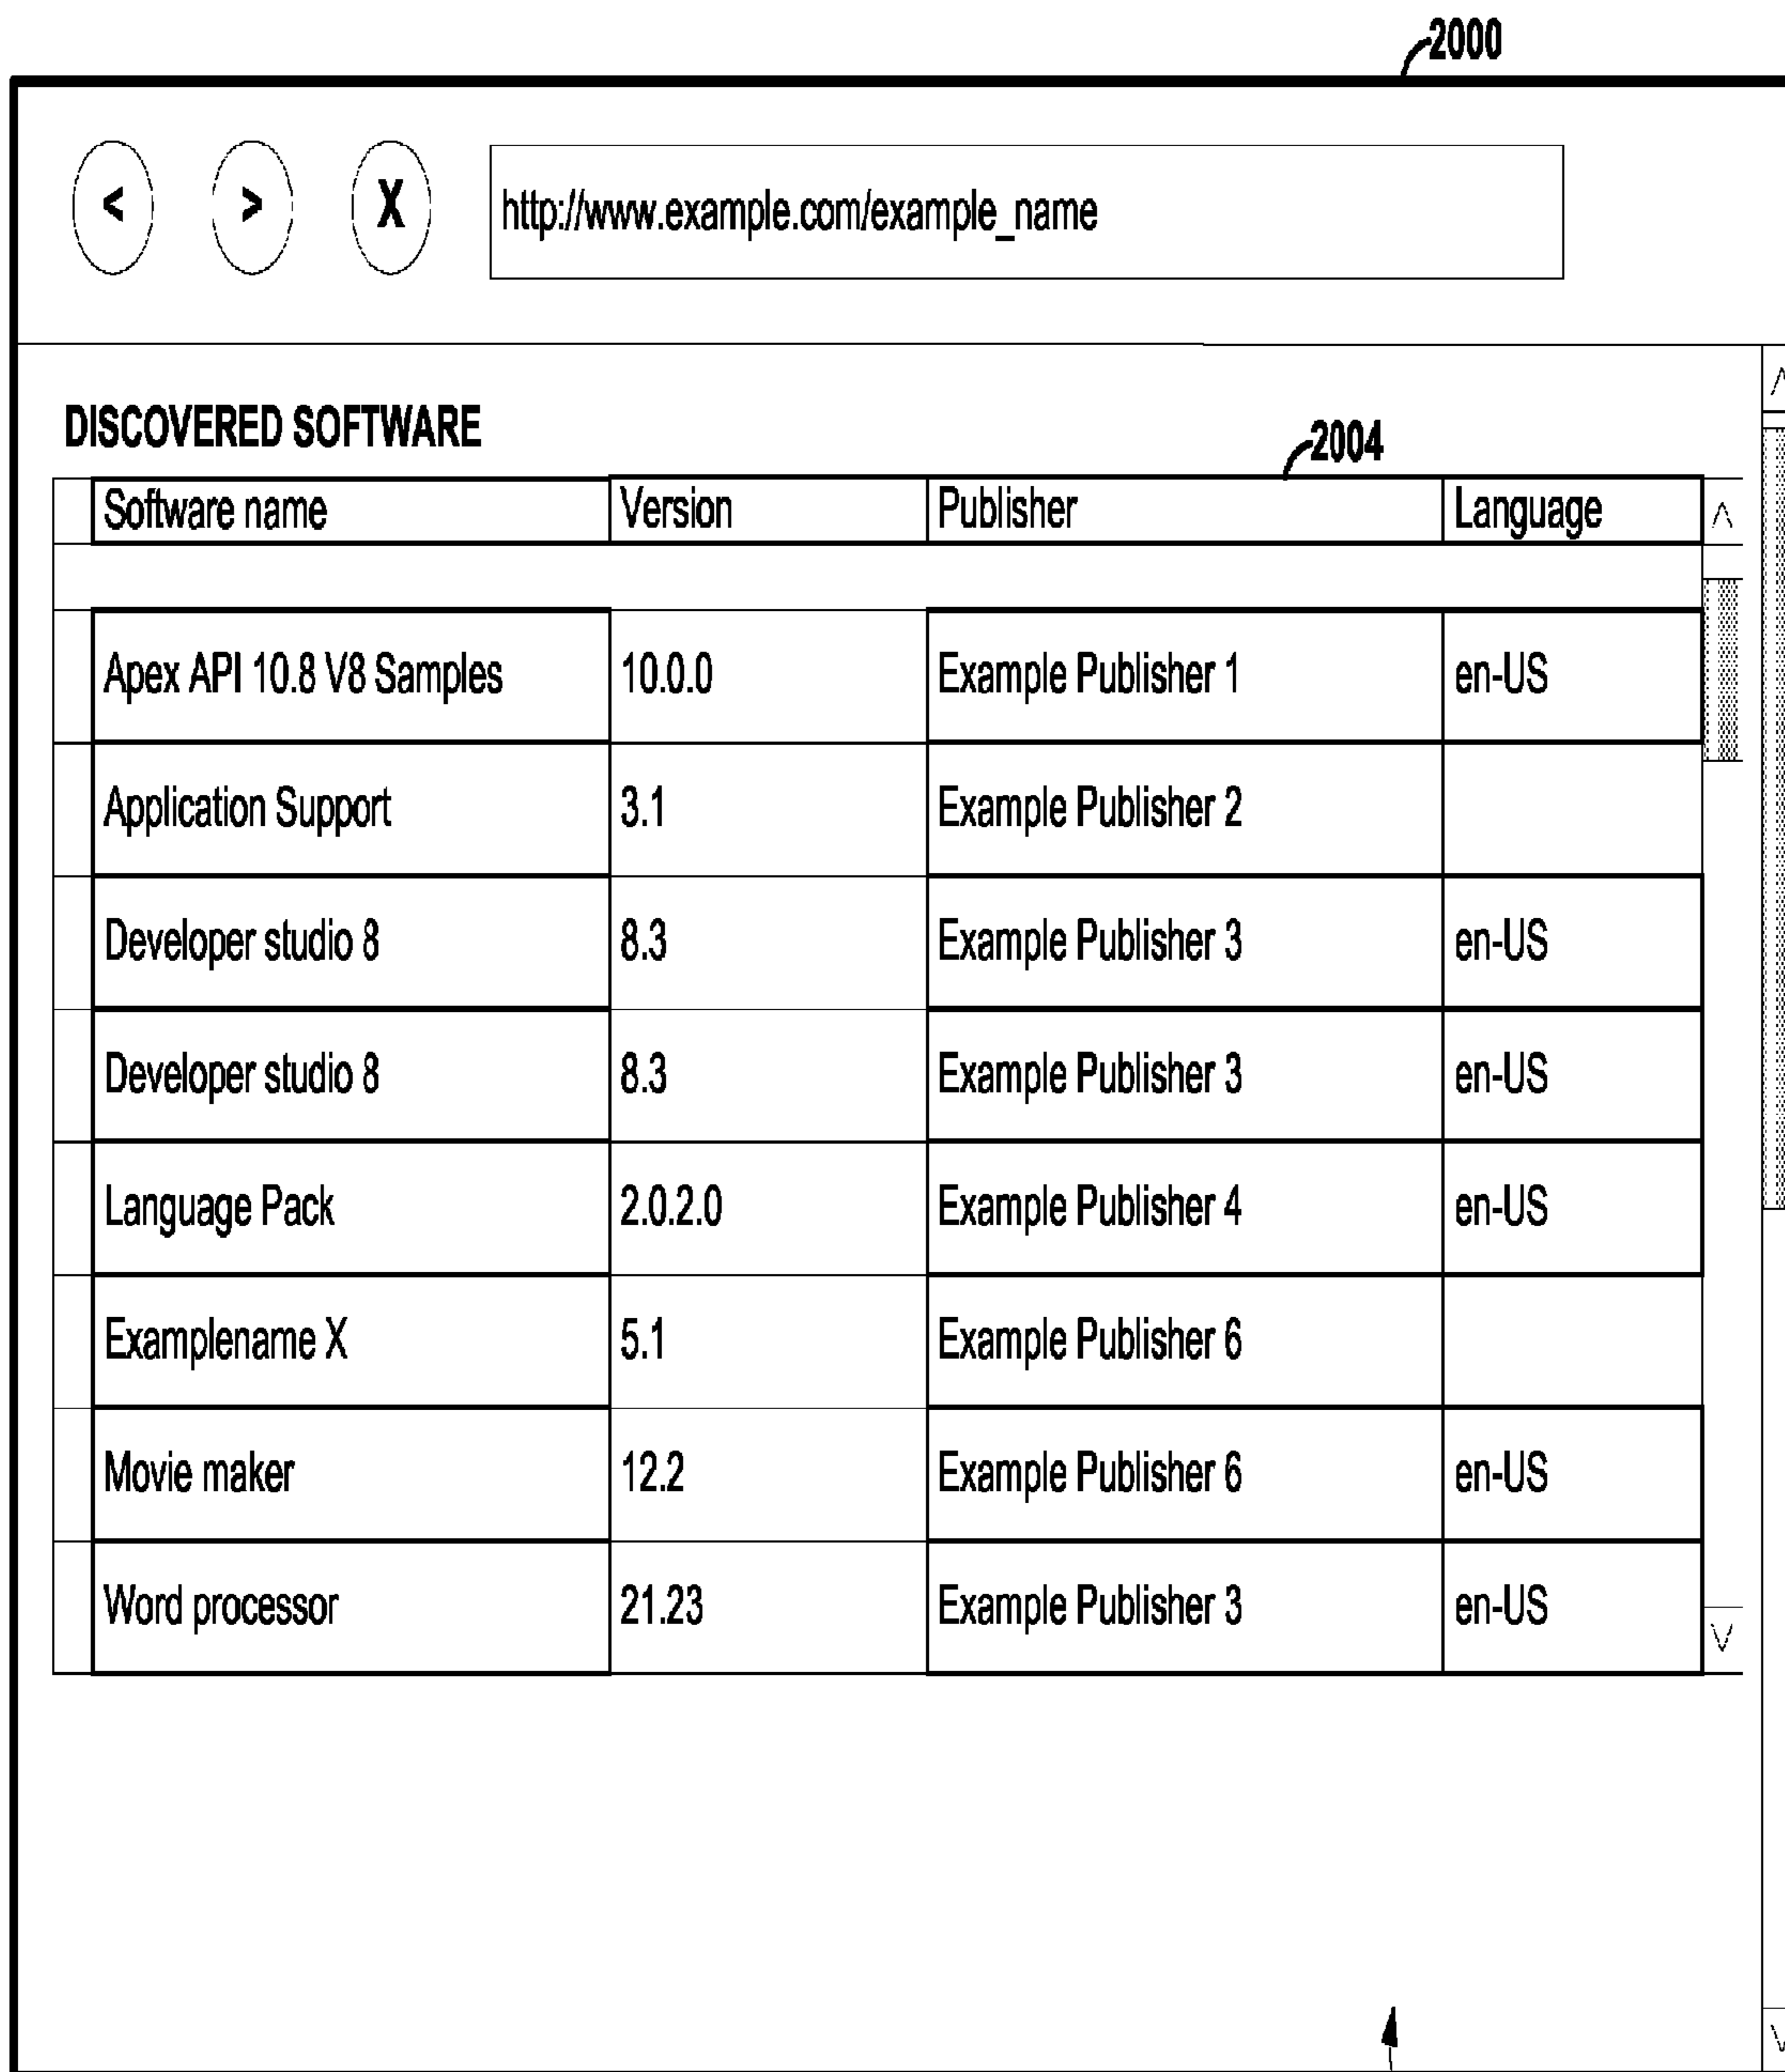 2000
< > X http://www.example.com/example_name
DISCOVERED SOFTWARE
2004
Software name Version Publisher Language
Apex API 10.8 V8 Samples 10.0.0 Example Publisher 1 en-US
Application Support 3.1 Example Publisher 2
Developer studio 8 8.3 Example Publisher 3 en-US
Developer studio 8 8.3 Example Publisher 3 en-US
Language Pack 2.0.2.0 Example Publisher 4 en-US
Examplename X 5.1 Example Publisher 6
Movie maker 12.2 Example Publisher 6 en-US
Word processor 21.23 Example Publisher 3 en-US